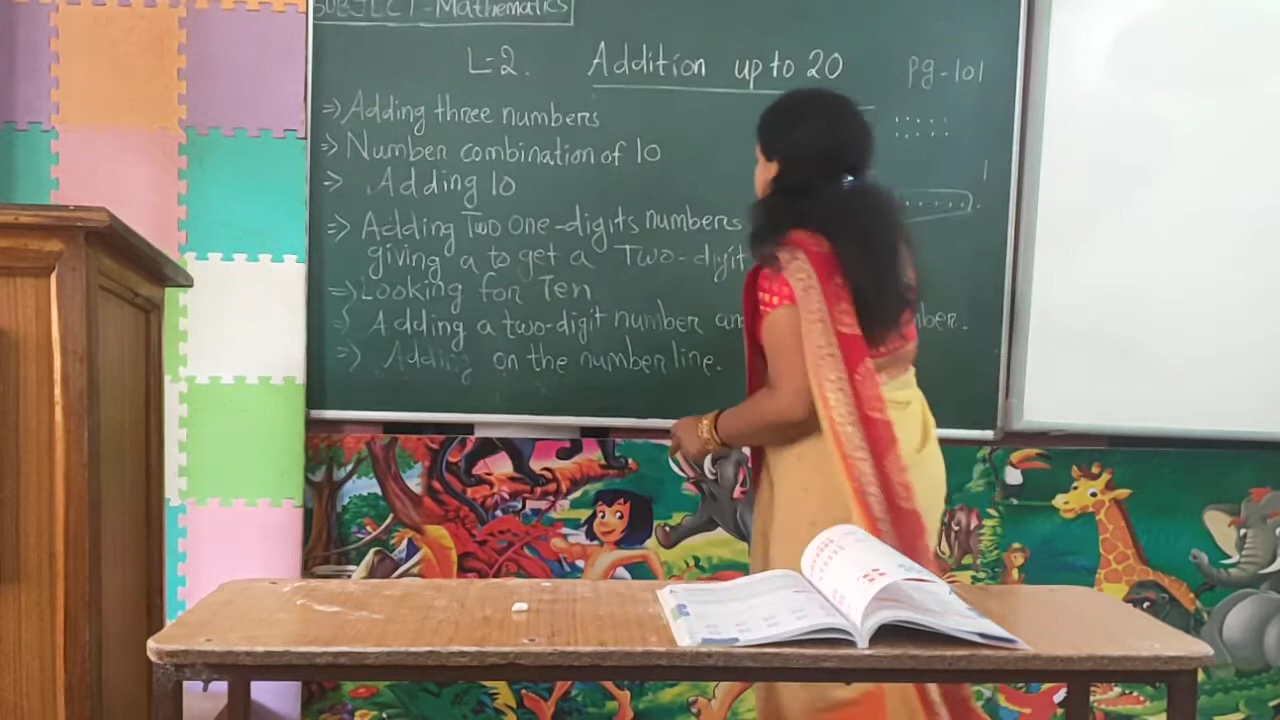 SUBJECT - Mathematics
L-2. Addition up to 20 pg-101
=> Adding three numbers
=> Number combination of 10
=> Adding 10
=> Adding Two One-digits numbers
giving a to get a Two-digit
=> Looking for Ten
=> Adding a two-digit number
=> Adding on the number line.